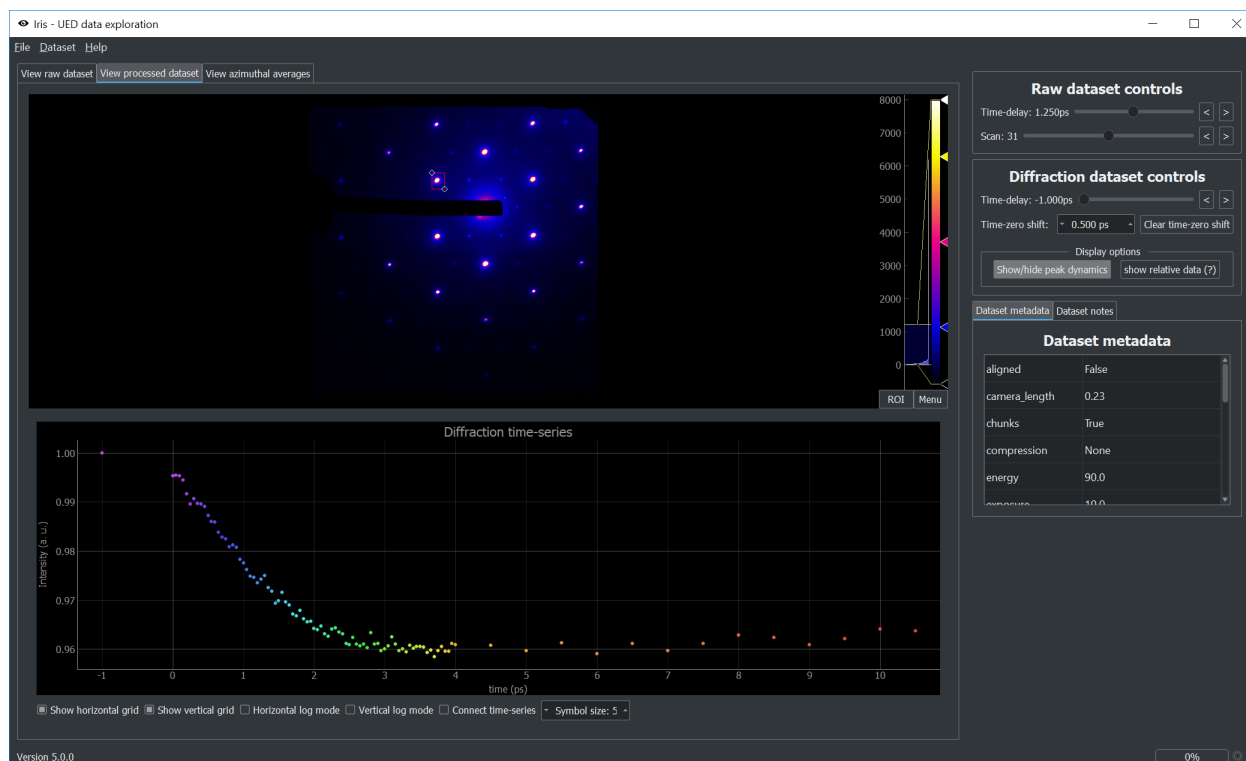 Iris - UED data exploration
File Dataset Help
View raw dataset View processed dataset View azimuthal averages
8000
7000
6000
5000
4000
3000
2000
1000
0
ROI Menu
Diffraction time-series
1.00
0.99
0.98
0.97
0.96
Intensity (a. u.)
-1 0 1 2 3 4 5 6 7 8 9 10
time (ps)
Show horizontal grid Show vertical grid Horizontal log mode Vertical log mode Connect time-series Symbol size: 5
Raw dataset controls
Time-delay: 1.250ps < >
Scan: 31 < >
Diffraction dataset controls
Time-delay: -1.000ps < >
Time-zero shift: 0.500 ps Clear time-zero shift
Display options
Show/hide peak dynamics show relative data (?)
Dataset metadata Dataset notes
Dataset metadata
aligned False
camera_length 0.23
chunks True
compression None
energy 90.0
exposure 10.0
Version 5.0.0
0%